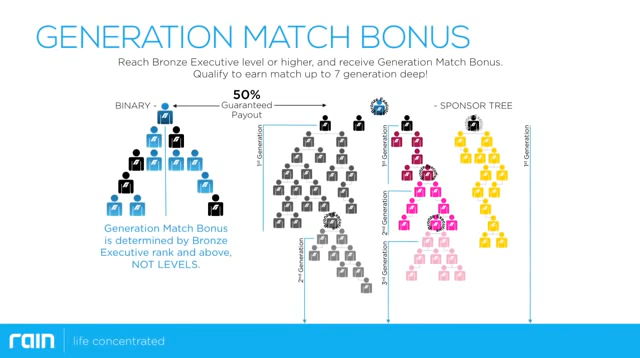 GENERATION MATCH BONUS
Reach Bronze Executive level or higher, and receive Generation Match Bonus.
Qualify to earn match up to 7 generation deep!
50%
BINARY -
Guaranteed
Payout
- SPONSOR TREE
1st Generation
1st Generation
1st Generation
2nd Generation
2nd Generation
3rd Generation
Generation Match Bonus
is determined by Bronze
Executive rank and above,
NOT LEVELS.
rain
life concentrated